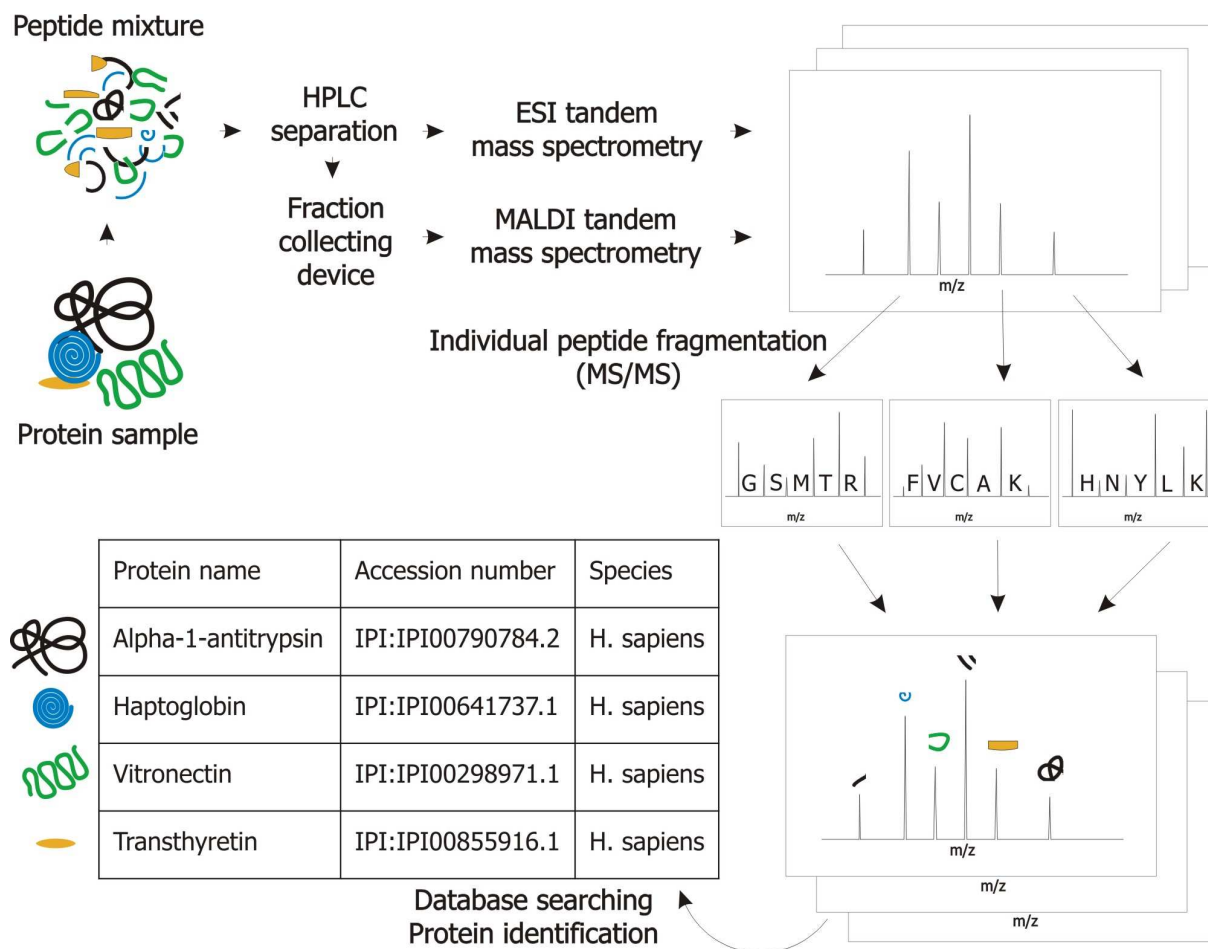 Peptide mixture
HPLC
separation
ESI tandem
mass spectrometry
Fraction
collecting
device
MALDI tandem
mass spectrometry
m/z
Protein sample
Individual peptide fragmentation
(MS/MS)
G S M T R
m/z
F V C A K
m/z
H N Y L K
m/z
Protein name Accession number Species
Alpha-1-antitrypsin IPI:IPI00790784.2 H. sapiens
Haptoglobin IPI:IPI00641737.1 H. sapiens
Vitronectin IPI:IPI00298971.1 H. sapiens
Transthyretin IPI:IPI00855916.1 H. sapiens
m/z
m/z
m/z
Database searching
Protein identification